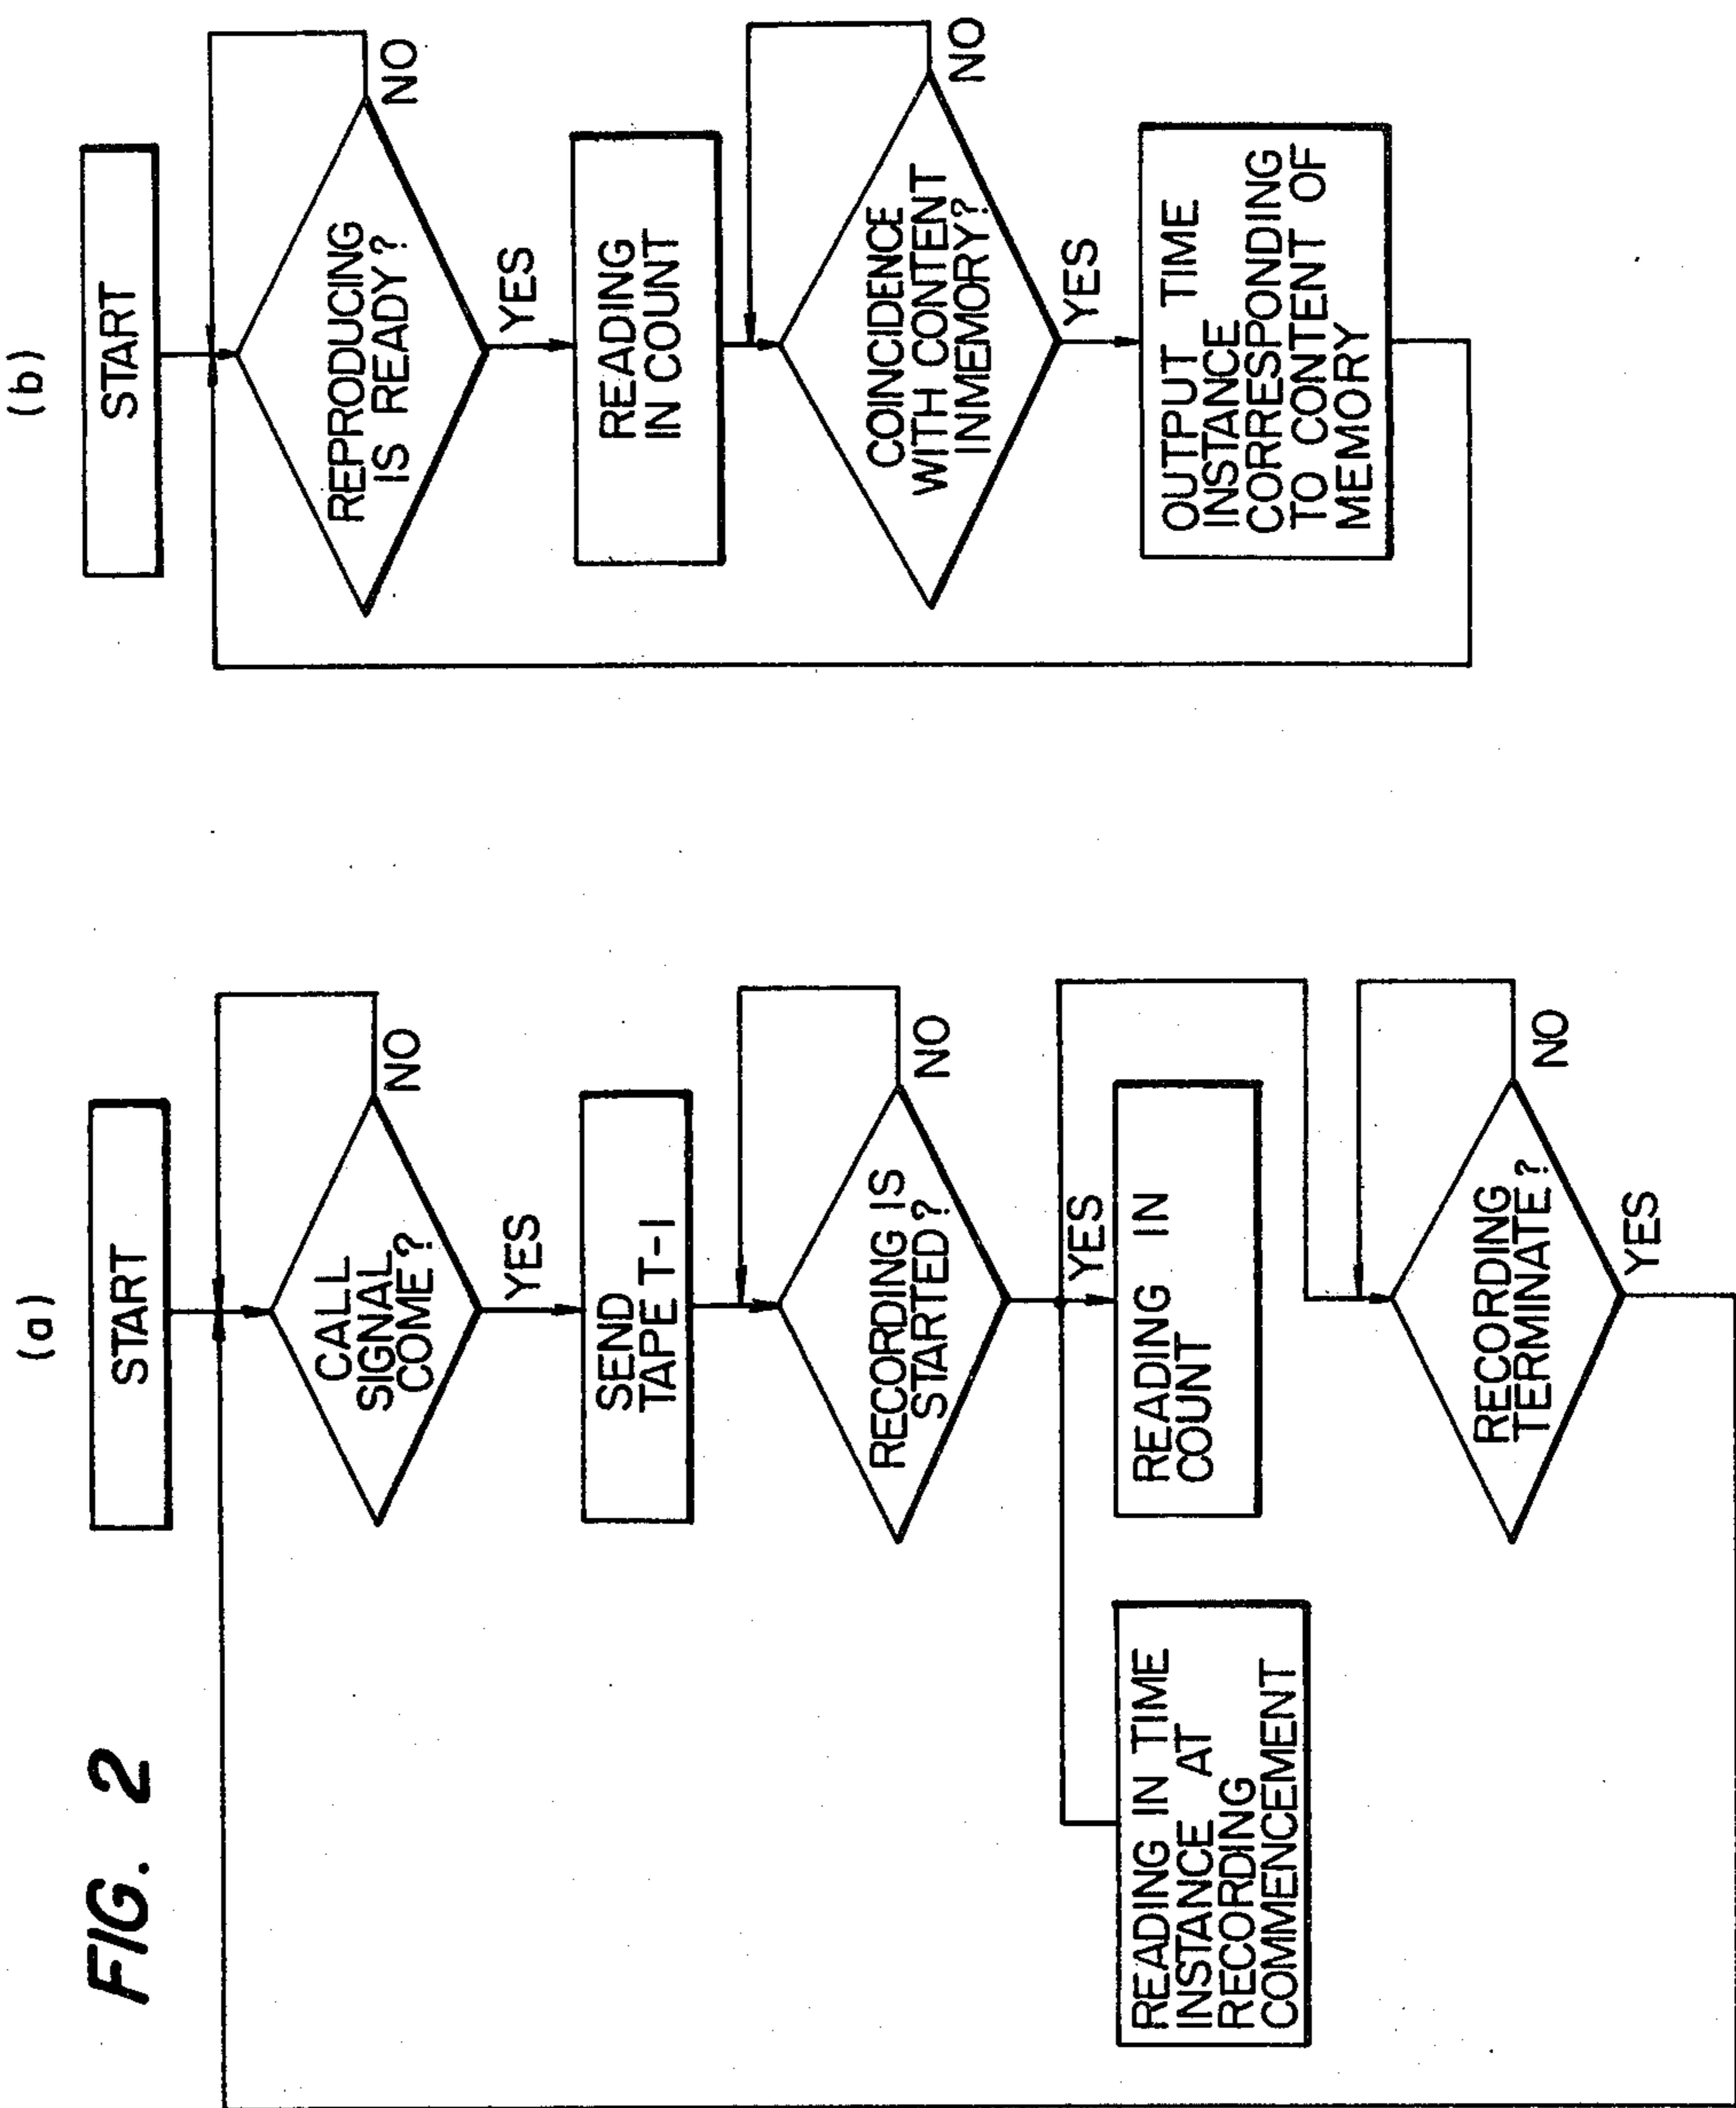 FIG. 2
(a)
START
CALL
SIGNAL
COME?
NO
YES
SEND
TAPE T-1
RECORDING IS
STARTED?
NO
YES
READING IN TIME
INSTANCE AT
RECORDING
COMMENCEMENT
READING IN
COUNT
RECORDING
TERMINATE?
NO
YES
(b)
START
REPRODUCING
IS READY?
NO
YES
READING
IN COUNT
COINCIDENCE
WITH CONTENT
INMEMORY?
NO
YES
OUTPUT TIME
INSTANCE
CORRESPONDING
TO CONTENT OF
MEMORY